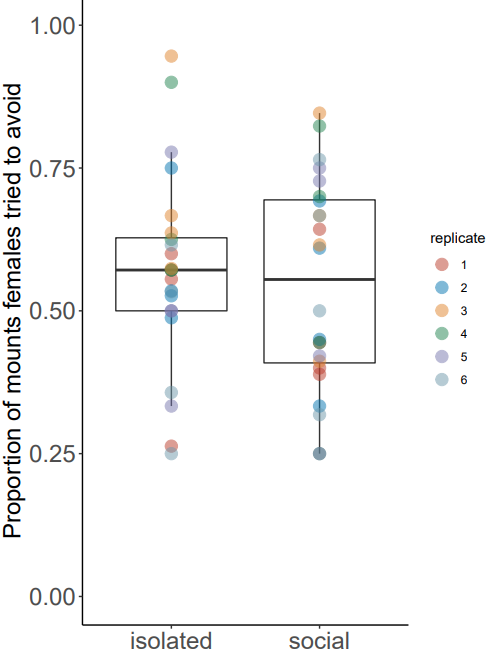 Proportion of mounts females tried to avoid
1.00
0.75
0.50
0.25
0.00
isolated
social
replicate
1
2
3
4
5
6